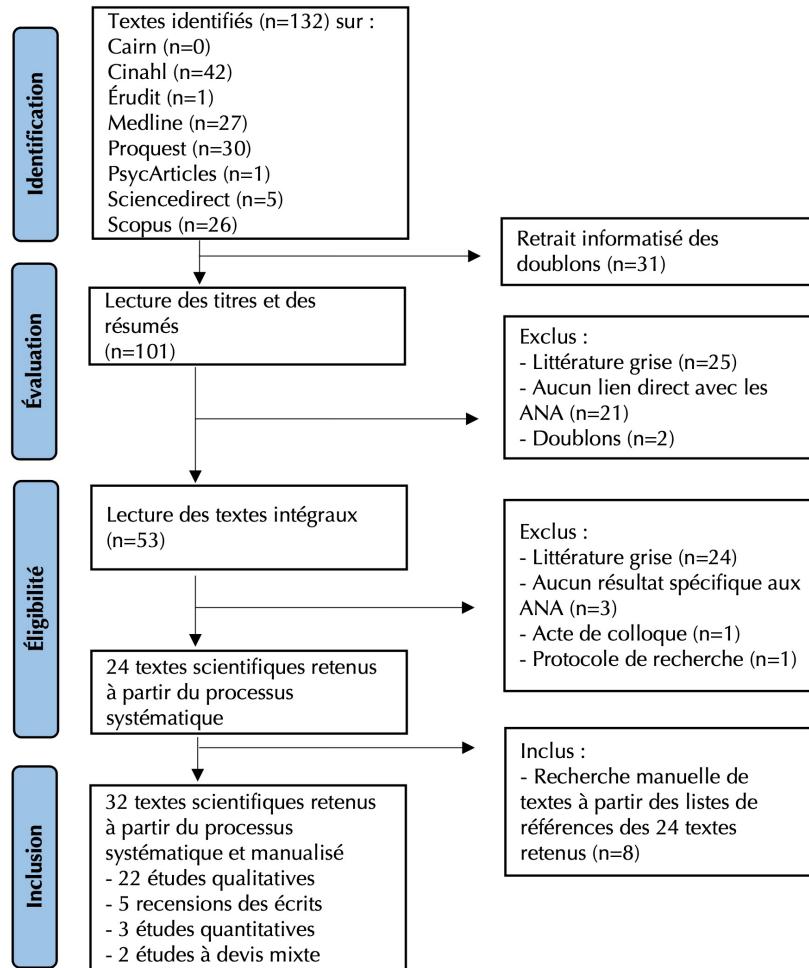 Identification
Textes identifiés (n=132) sur :
Cairn (n=0)
Cinahl (n=42)
Érudit (n=1)
Medline (n=27)
Proquest (n=30)
PsycArticles (n=1)
Sciencedirect (n=5)
Scopus (n=26)
Retrait informatisé des
doublons (n=31)
Évaluation
Lecture des titres et des
résumés
(n=101)
Exclus :
- Littérature grise (n=25)
- Aucun lien direct avec les
ANA (n=21)
- Doublons (n=2)
Éligibilité
Lecture des textes intégraux
(n=53)
Exclus :
- Littérature grise (n=24)
- Aucun résultat spécifique aux
ANA (n=3)
- Acte de colloque (n=1)
- Protocole de recherche (n=1)
24 textes scientifiques retenus
à partir du processus
systématique
Inclus :
- Recherche manuelle de
textes à partir des listes de
références des 24 textes
retenus (n=8)
Inclusion
32 textes scientifiques retenus
à partir du processus
systématique et manualisé
- 22 études qualitatives
- 5 recensions des écrits
- 3 études quantitatives
- 2 études à devis mixte